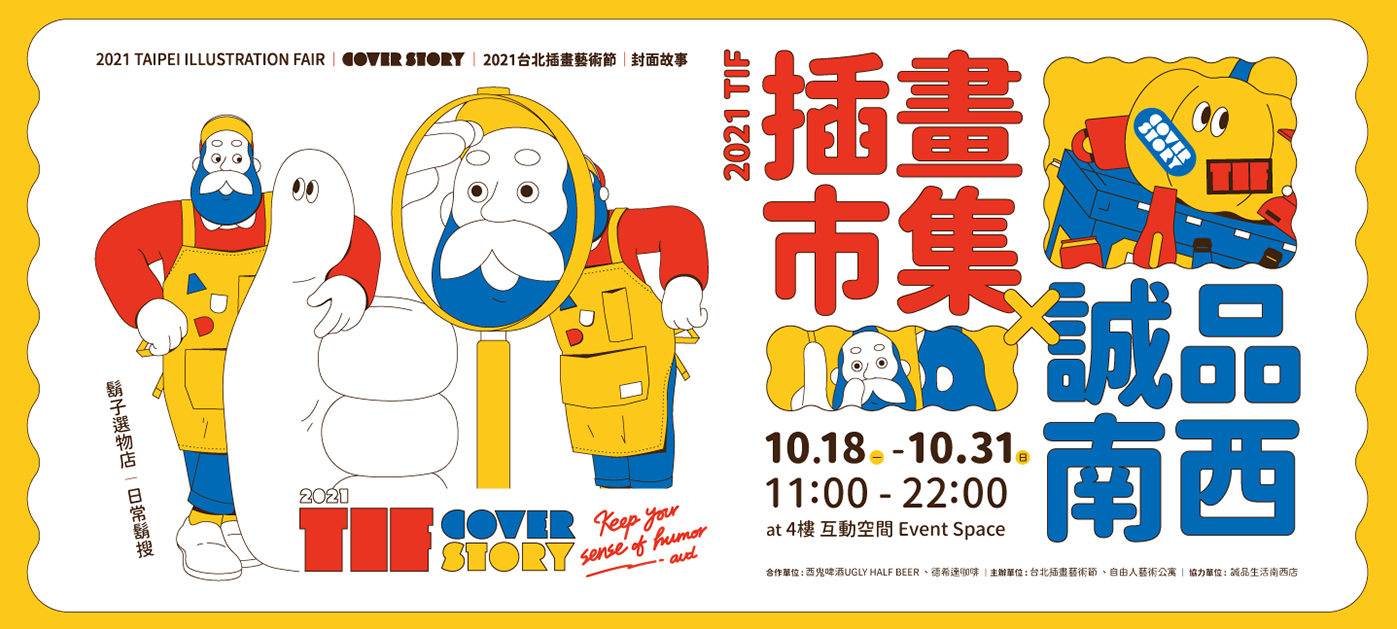 2021 TAIPEI ILLUSTRATION FAIR | COVER STORY | 2021台北插畫藝術節 | 封面故事
鬍子選物店 | 日常鬍搜
2021
TIF COVER STORY
Keep your
sense of humor
- aud.
2021 TIF
插畫
市集
COVER
STORY
TIF
×
誠品
南西
10.18一 - 10.31日
11:00 - 22:00
at 4樓 互動空間 Event Space
合作單位：酉鬼啤酒UGLY HALF BEER 、德希達咖啡 | 主辦單位：台北插畫藝術節 、自由人藝術公寓 | 協力單位：誠品生活南西店